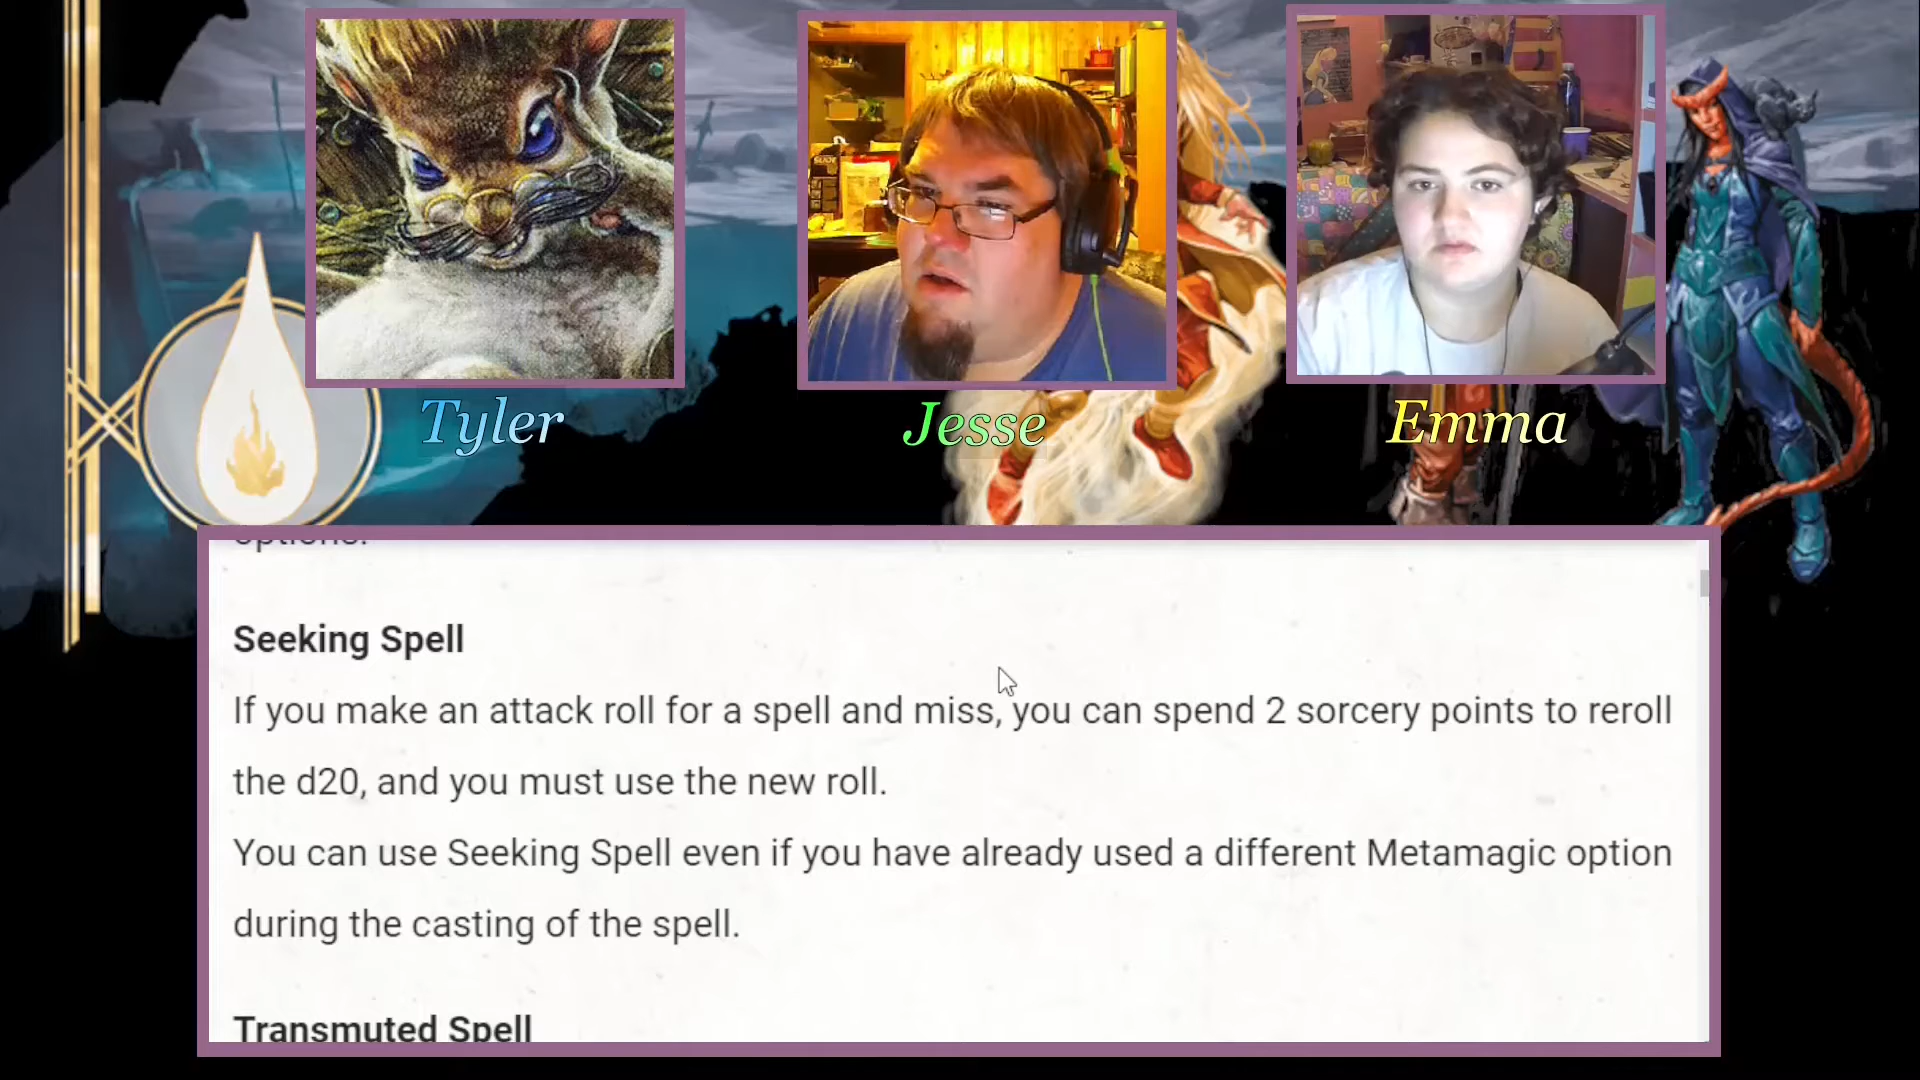 Tyler
Jesse
Emma
options.
Seeking Spell
If you make an attack roll for a spell and miss, you can spend 2 sorcery points to reroll
the d20, and you must use the new roll.
You can use Seeking Spell even if you have already used a different Metamagic option
during the casting of the spell.
Transmuted Spell